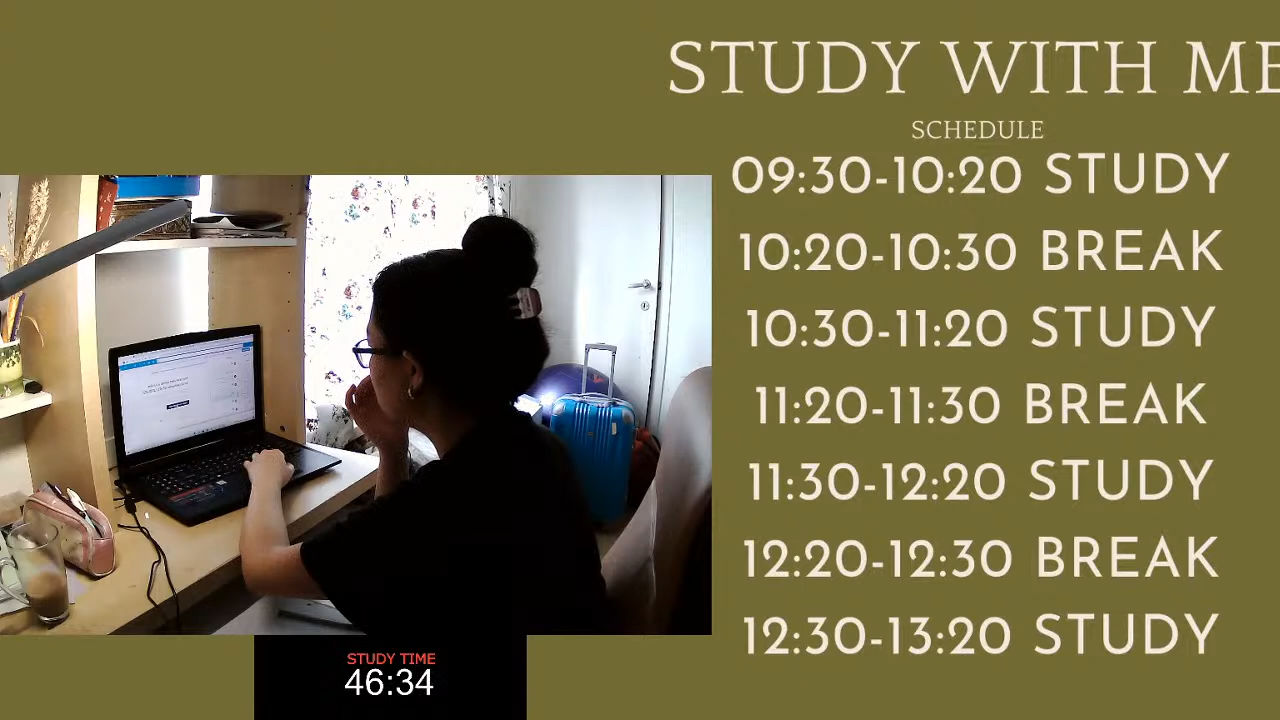 STUDY WITH ME
SCHEDULE
09:30-10:20 STUDY
10:20-10:30 BREAK
10:30-11:20 STUDY
11:20-11:30 BREAK
11:30-12:20 STUDY
12:20-12:30 BREAK
12:30-13:20 STUDY
STUDY TIME
46:34